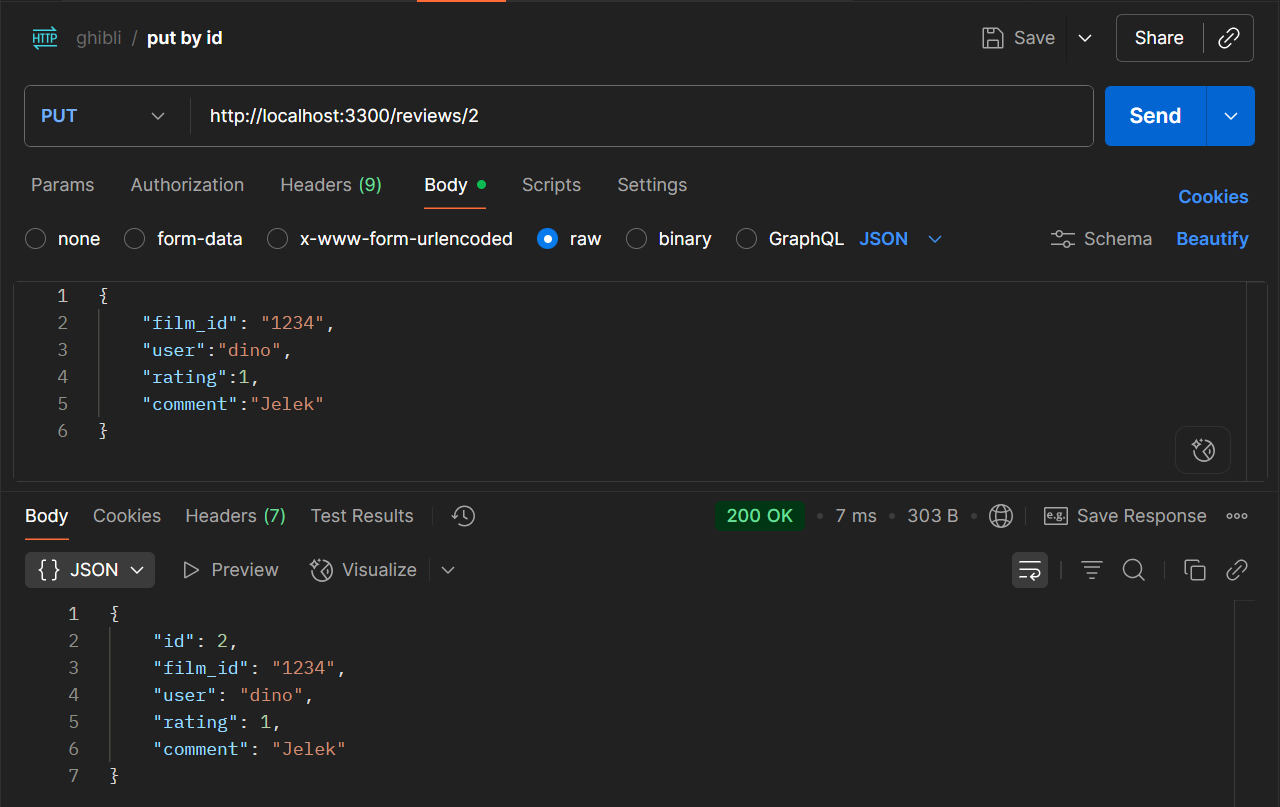 HTTP ghibli / put by id Save Share
PUT http://localhost:3300/reviews/2 Send
Params Authorization Headers (9) Body Scripts Settings Cookies
none form-data x-www-form-urlencoded raw binary GraphQL JSON Schema Beautify
1 {
2 "film_id": "1234",
3 "user":"dino",
4 "rating":1,
5 "comment":"Jelek"
6 }
Body Cookies Headers (7) Test Results 200 OK • 7 ms • 303 B • e.g. Save Response
{} JSON Preview Visualize
1 {
2 "id": 2,
3 "film_id": "1234",
4 "user": "dino",
5 "rating": 1,
6 "comment": "Jelek"
7 }